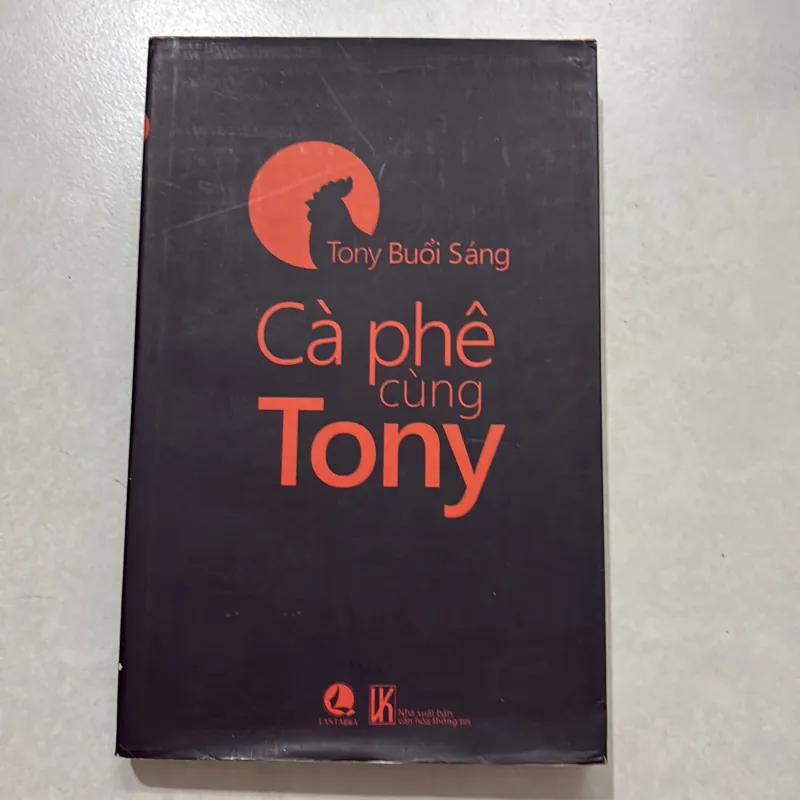 Tony Buổi Sáng
Cà phê
cùng
Tony
LANTABRA
Nhà xuất bản
văn hóa thông tin